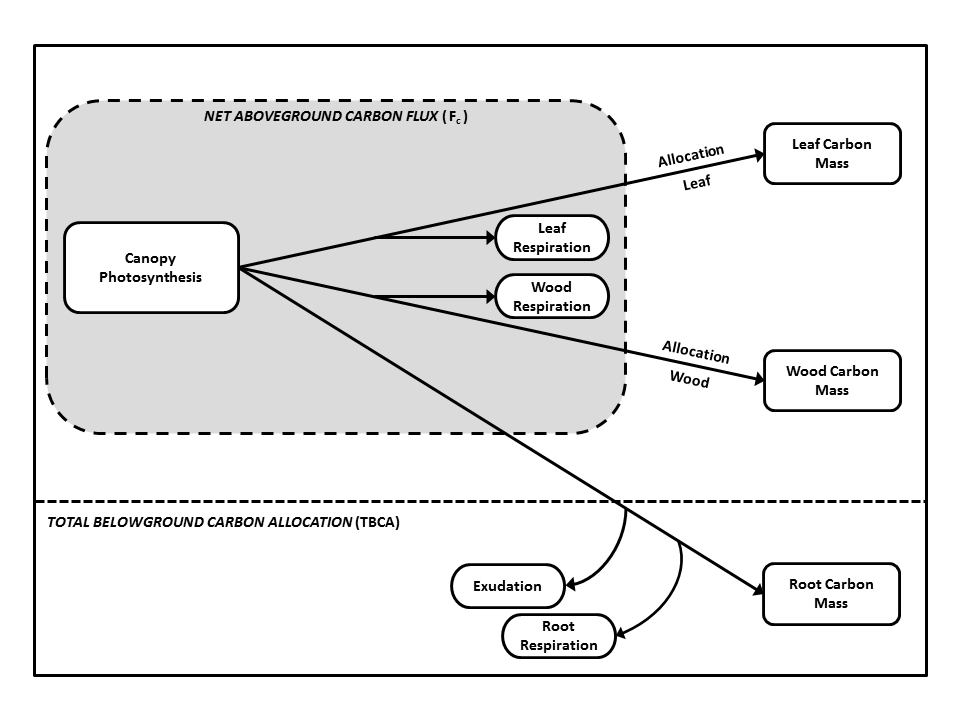 NET ABOVEGROUND CARBON FLUX ( Fc )
Allocation
Leaf
Leaf Carbon
Mass
Canopy
Photosynthesis
Leaf
Respiration
Wood
Respiration
Allocation
Wood
Wood Carbon
Mass
TOTAL BELOWGROUND CARBON ALLOCATION (TBCA)
Exudation
Root
Respiration
Root Carbon
Mass